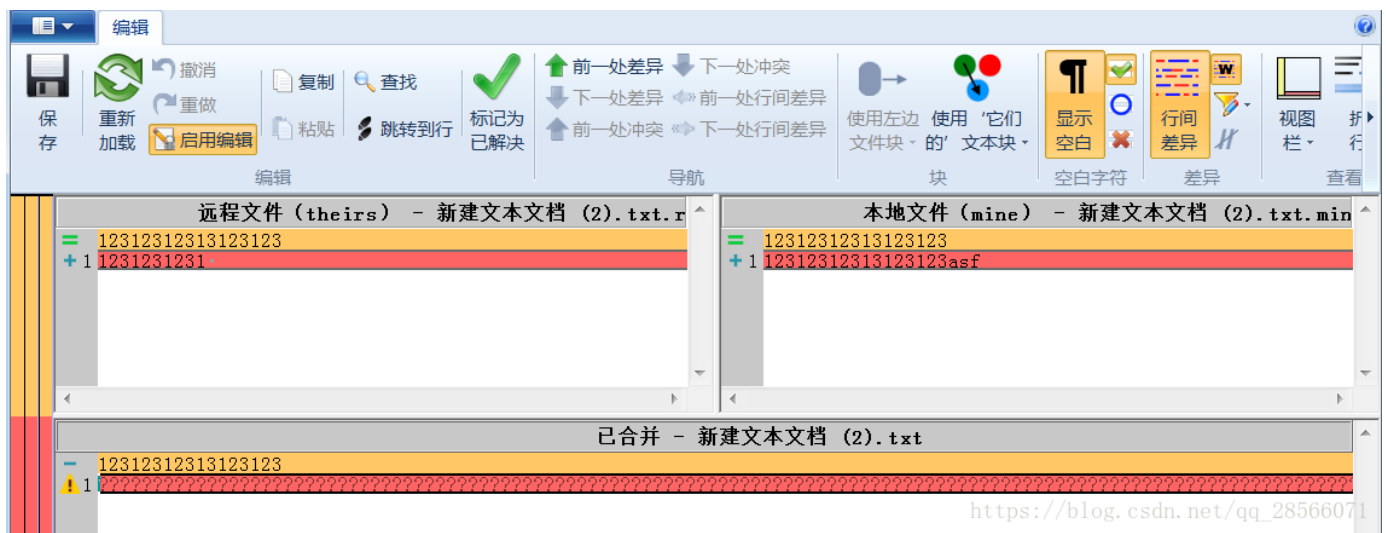 编辑
保存
重新加载
撤消
重做
启用编辑
复制
粘贴
查找
跳转到行
标记为已解决
编辑
前一处差异
下一处差异
前一处冲突
下一处冲突
前一处行间差异
下一处行间差异
导航
使用左边文件块
使用‘它们的’文本块
块
显示空白
空白字符
行间差异
差异
视图栏
折行
查看
远程文件 (theirs) - 新建文本文档 (2).txt.r
12312312313123123
1 1231231231
本地文件 (mine) - 新建文本文档 (2).txt.min
12312312313123123
1 12312312313123123asf
已合并 - 新建文本文档 (2).txt
12312312313123123
1
https://blog.csdn.net/qq_28566071